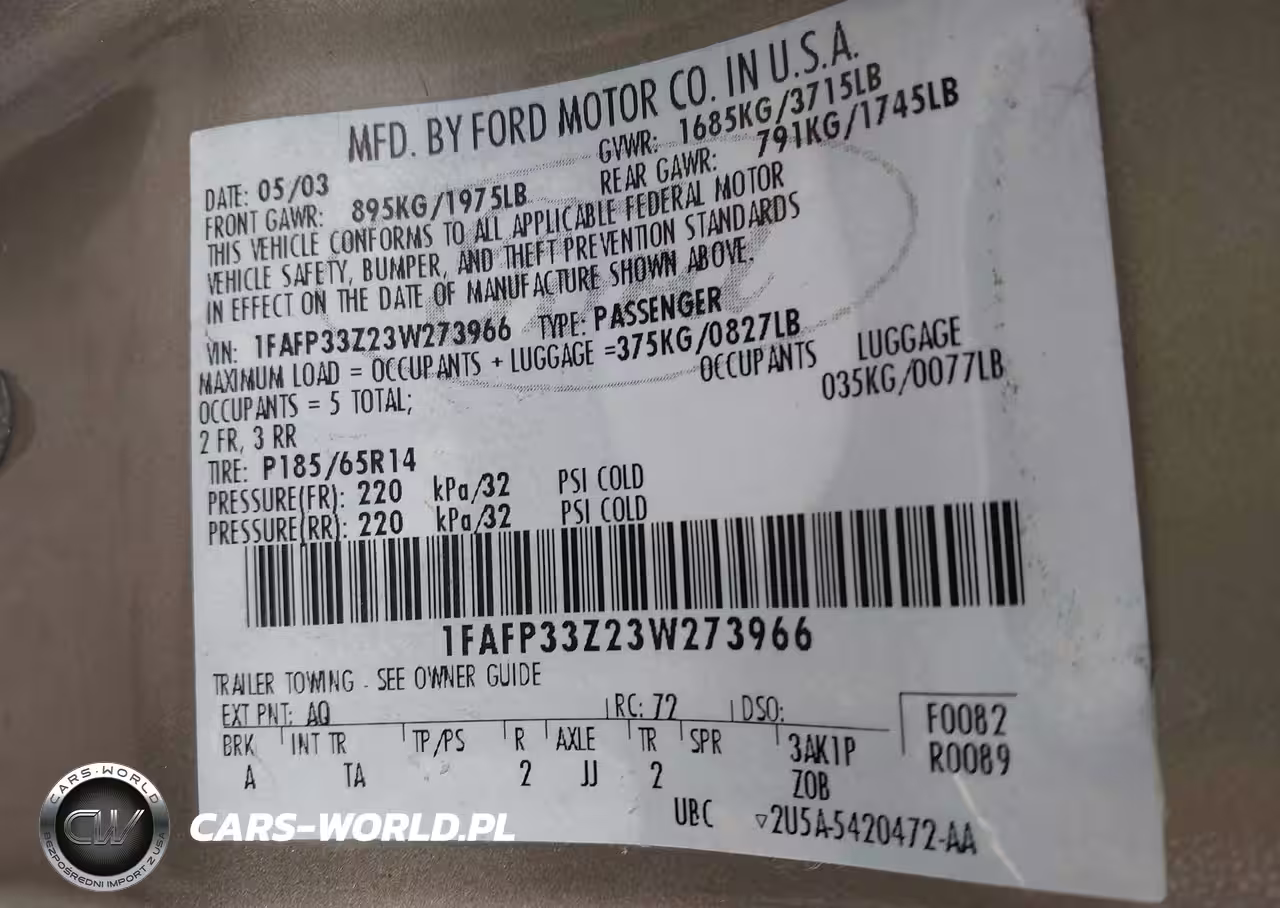 MFD. BY FORD MOTOR CO. IN U.S.A.
DATE: 05/03 GVWR: 1685KG/3715LB
FRONT GAWR: 895KG/1975LB REAR GAWR: 791KG/1745LB
THIS VEHICLE CONFORMS TO ALL APPLICABLE FEDERAL MOTOR
VEHICLE SAFETY, BUMPER, AND THEFT PREVENTION STANDARDS
IN EFFECT ON THE DATE OF MANUFACTURE SHOWN ABOVE.
VIN: 1FAFP33Z23W273966 TYPE: PASSENGER
MAXIMUM LOAD = OCCUPANTS + LUGGAGE =375KG/0827LB
OCCUPANTS = 5 TOTAL; OCCUPANTS LUGGAGE
2 FR, 3 RR 035KG/0077LB
TIRE: P185/65R14
PRESSURE(FR): 220 kPa/32 PSI COLD
PRESSURE(RR): 220 kPa/32 PSI COLD
1FAFP33Z23W273966
TRAILER TOWING - SEE OWNER GUIDE
EXT PNT: AQ RC: 72 DSO: F0082
BRK INT TR TP/PS R AXLE TR SPR 3AK1P R0089
A TA 2 JJ 2 Z0B
UBC ▽2U5A-5420472-AA
CARS-WORLD
CW
BEZPOŚREDNI IMPORT Z USA
CARS-WORLD.PL